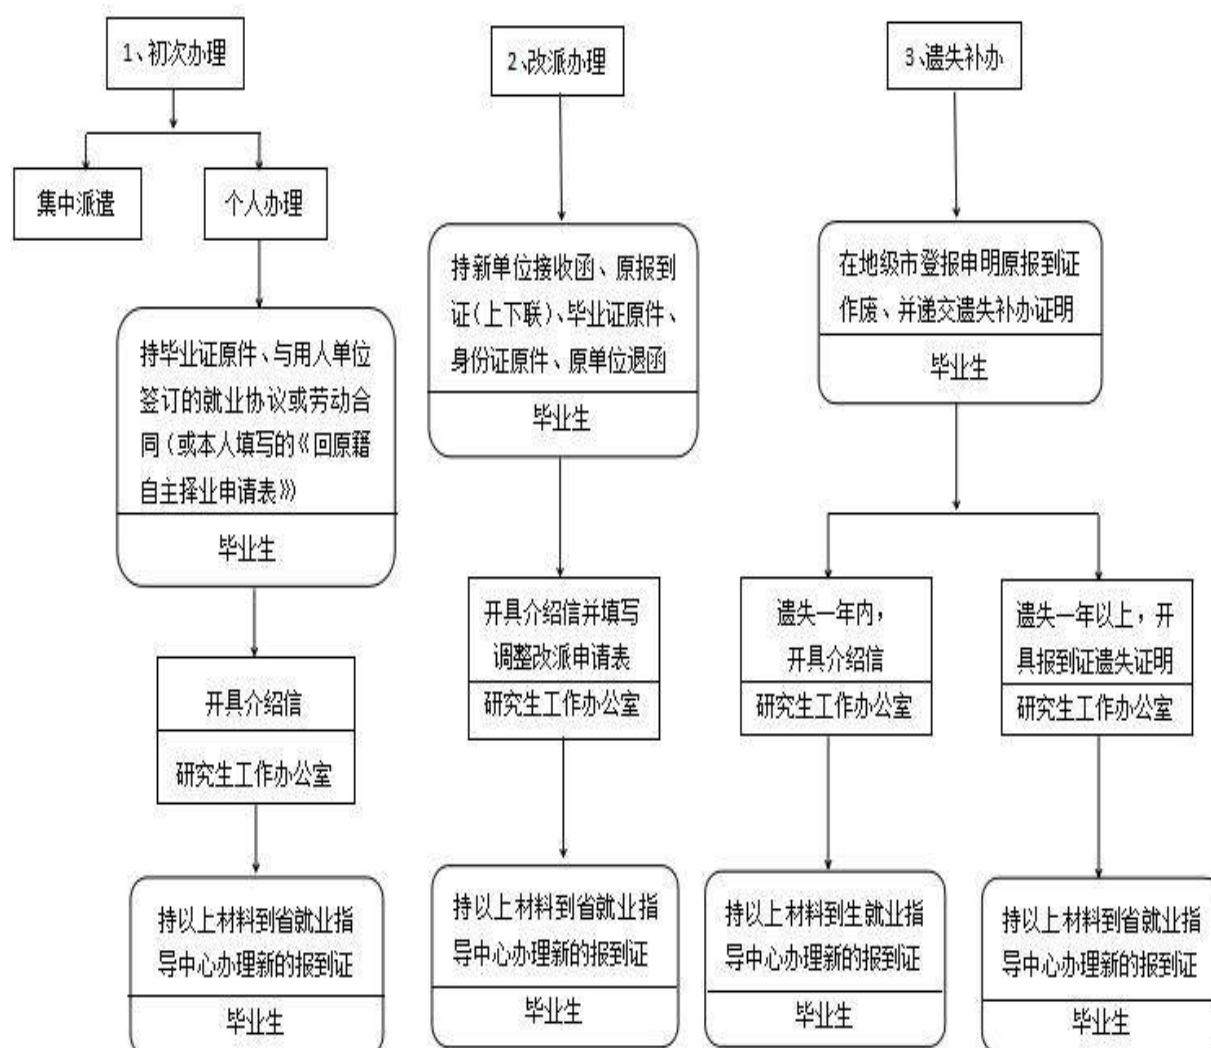 1、初次办理
集中派遣
个人办理
持毕业证原件、与用人单位
签订的就业协议或劳动合
同(或本人填写的《回原籍
自主择业申请表》)
毕业生
开具介绍信
研究生工作办公室
持以上材料到省就业指
导中心办理新的报到证
毕业生
2、改派办理
持新单位接收函、原报到
证(上下联)、毕业证原件、
身份证原件、原单位退函
毕业生
开具介绍信并填写
调整改派申请表
研究生工作办公室
持以上材料到省就业指
导中心办理新的报到证
毕业生
3、遗失补办
在地级市登报申明原报到证
作废、并递交遗失补办证明
毕业生
遗失一年内，
开具介绍信
研究生工作办公室
持以上材料到生就业指
导中心办理新的报到证
毕业生
遗失一年以上，开
具报到证遗失证明
研究生工作办公室
持以上材料到省就业指
导中心办理新的报到证
毕业生